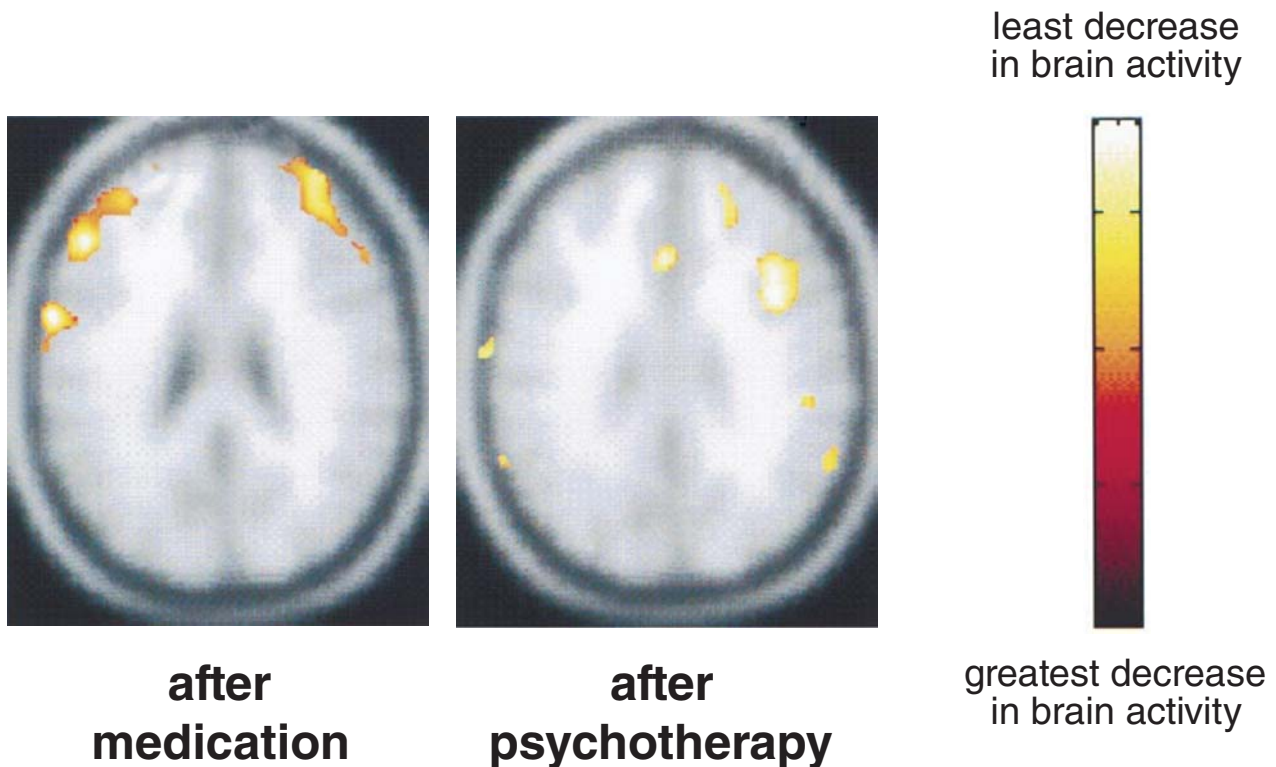 least decrease
in brain activity
after
medication
after
psychotherapy
greatest decrease
in brain activity